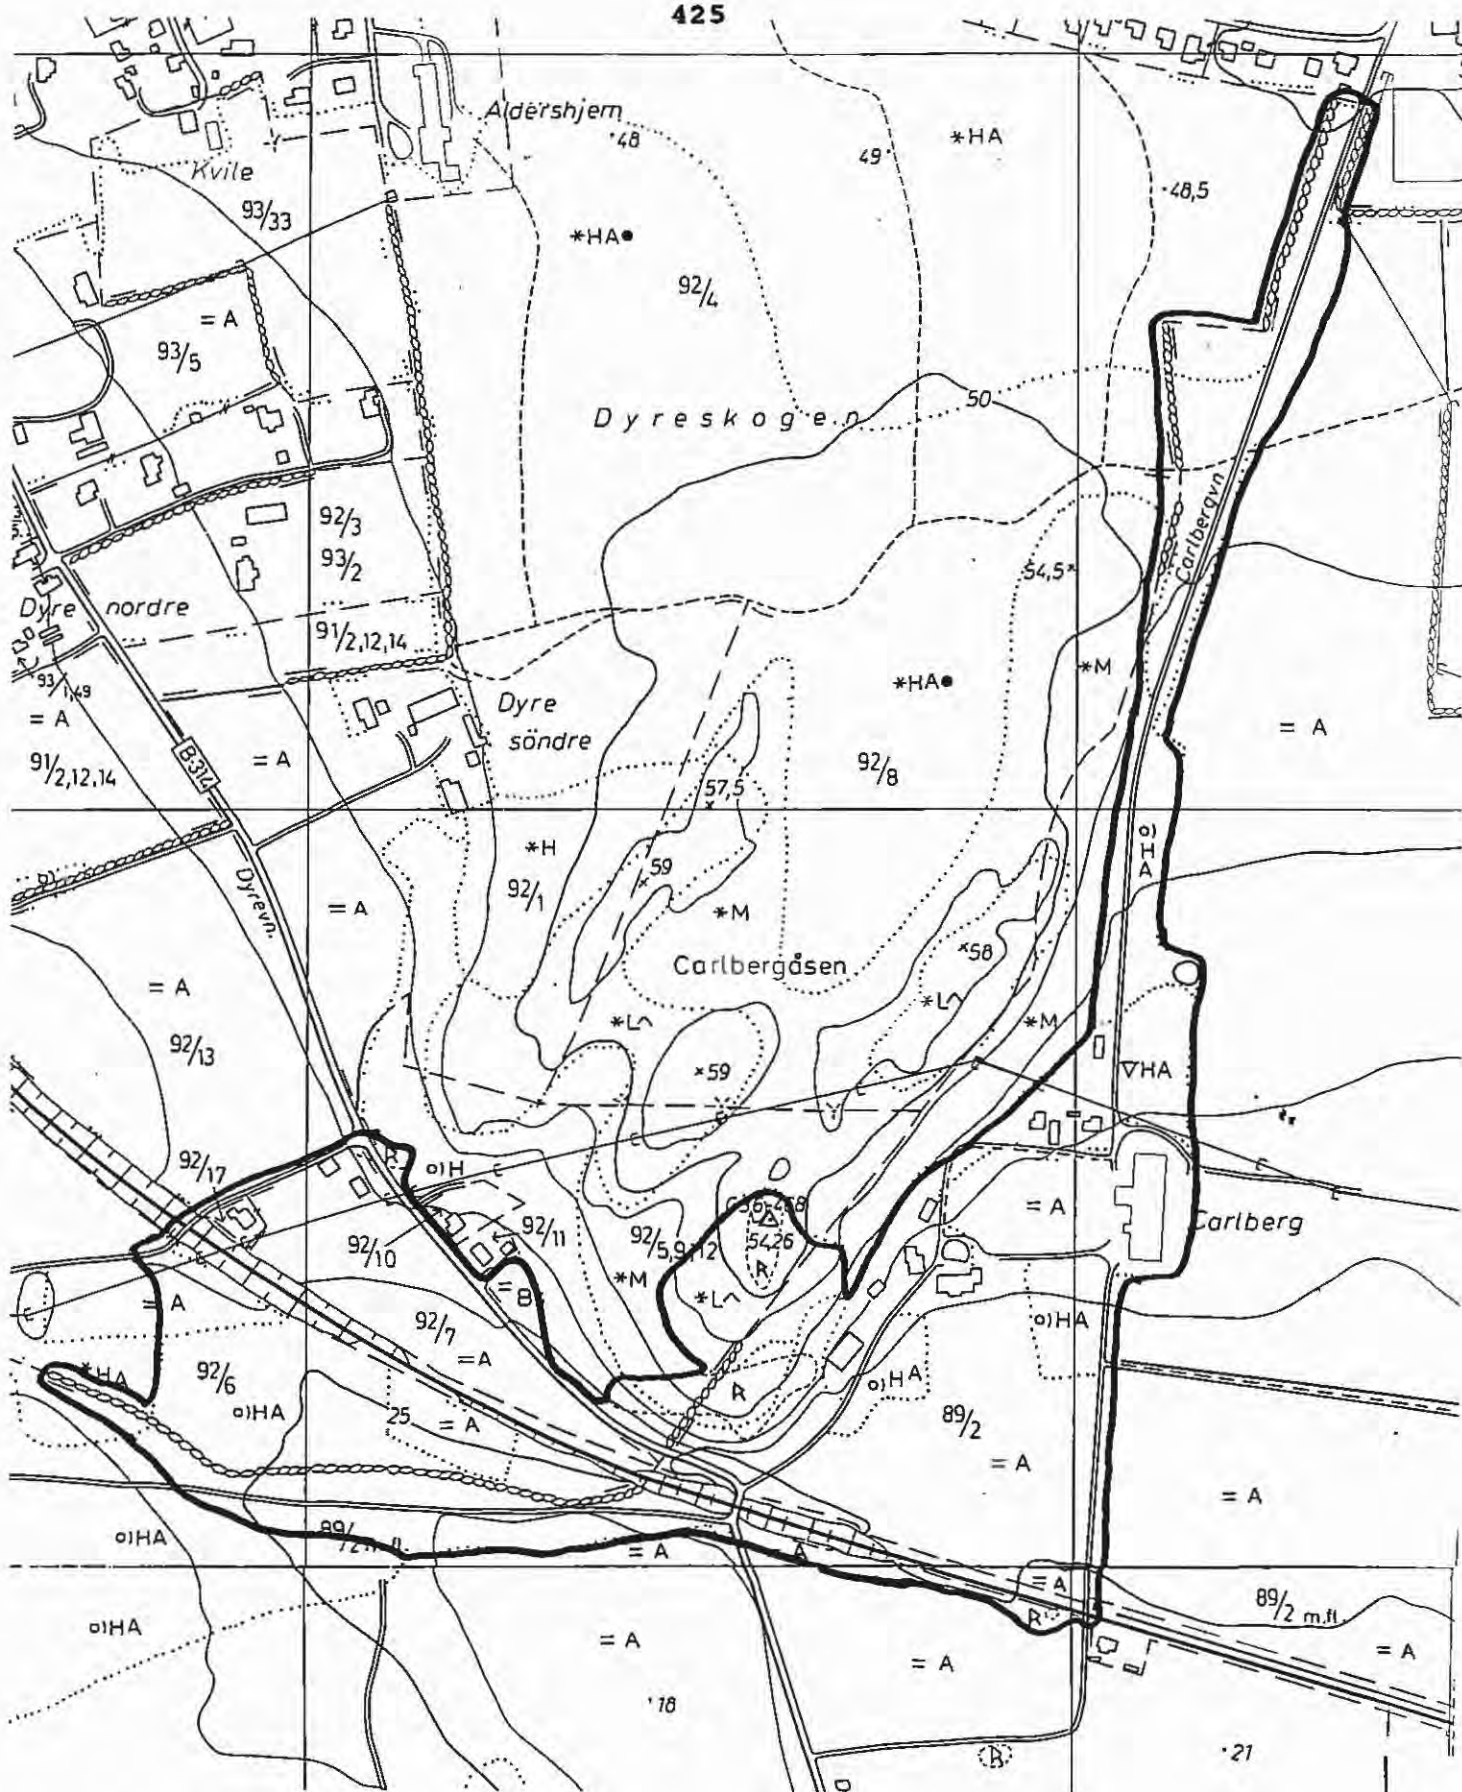 425
Aldershjem
48
49
*HA
Kvile
48,5
93/33
*HA●
92/4
= A
93/5
Dyreskogen
50
92/3
93/2
Carlbergvn
54,5
Dyre nordre
91/2,12,14
*M
93/1,49
*HA●
Dyre
söndre
= A
= A
91/2,12,14
B-314
= A
92/8
57,5
o)HA
*H
59
92/1
Dyrevn.
= A
*M
58
Carlbergåsen
= A
*L^
*L^
*M
92/13
59
▽HA
92/17
R
o)H
= A
Carlberg
92/11
92/5,9,12
54,26
92/10
R
*M
= B
= A
*L^
o)HA
92/7
= A
*HA
92/6
R
o)HA
o)HA
25
= A
89/2
= A
= A
o)HA
= A
= A
R
89/2 m.fl.
o)HA
= A
= A
= A
18
R
21